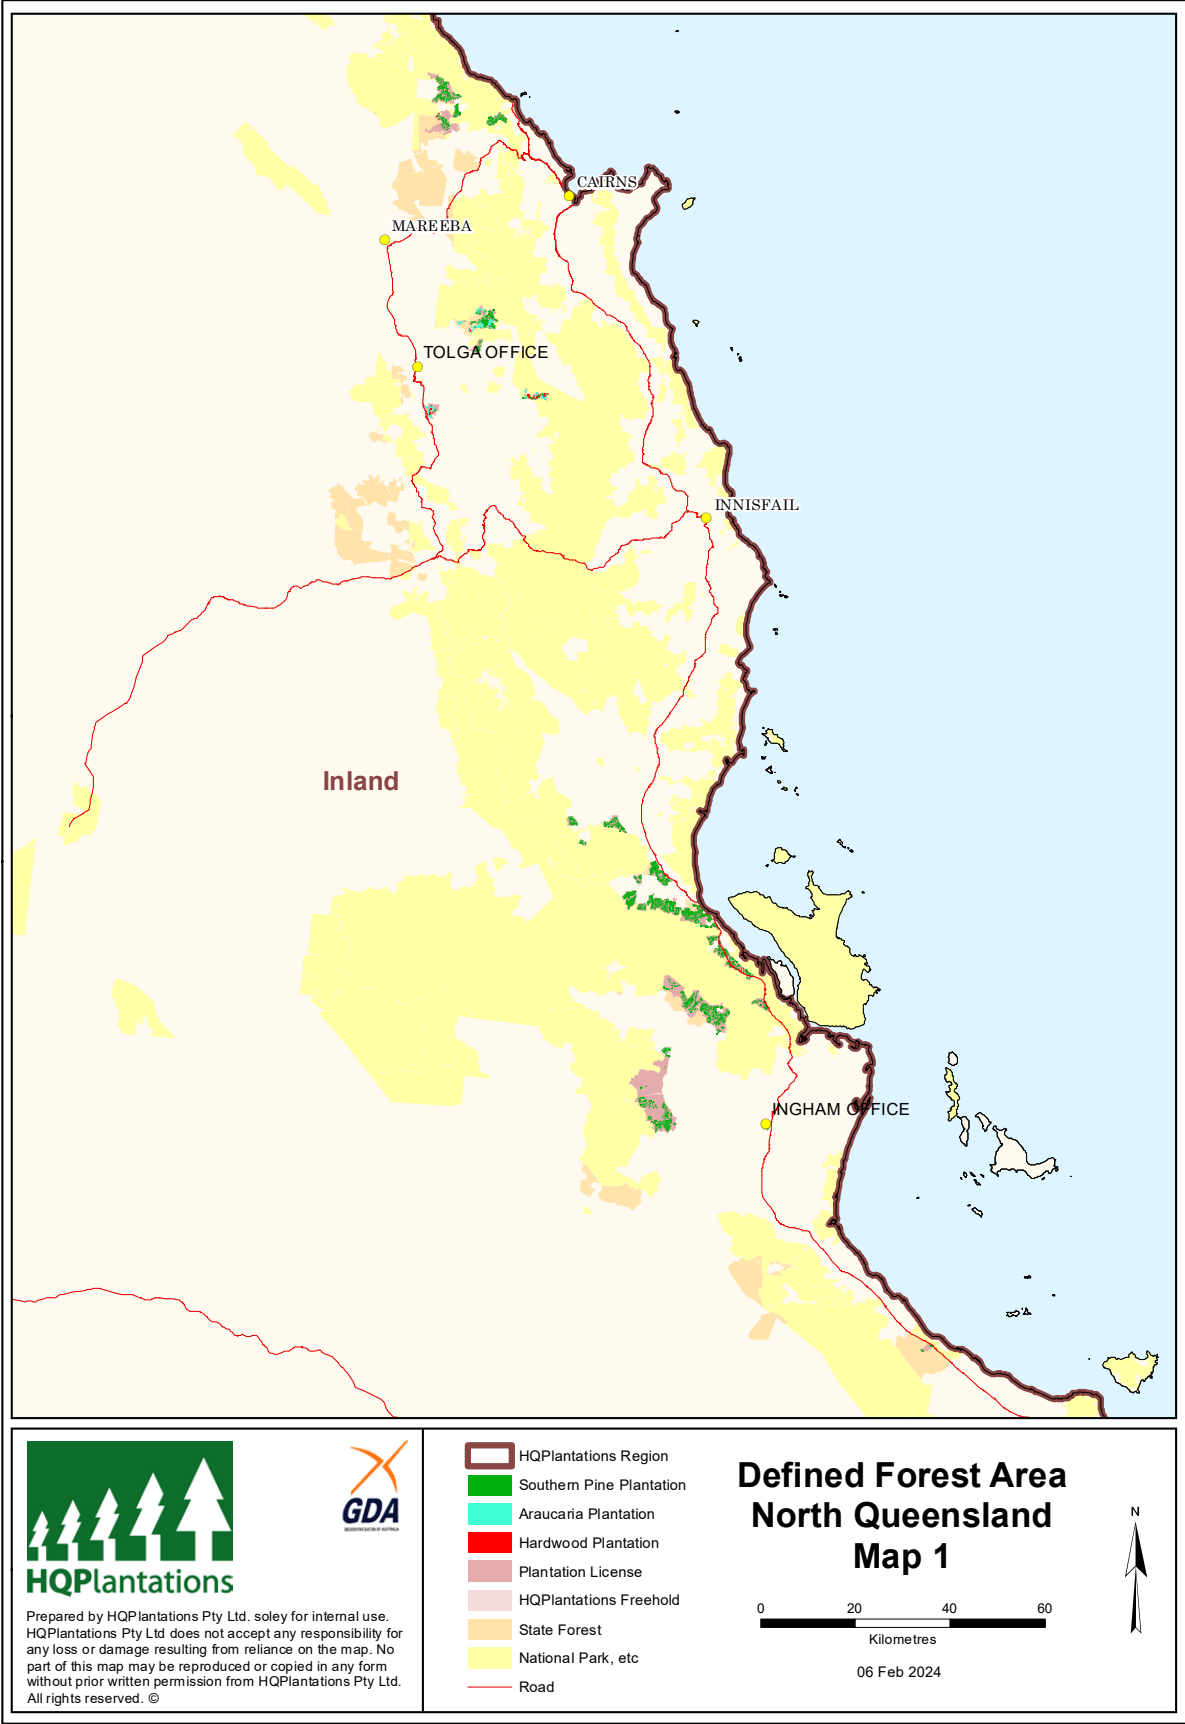 CAIRNS
MAREEBA
TOLGA OFFICE
INNISFAIL
Inland
INGHAM OFFICE
HQPlantations
GDA
GEOCENTRIC DATUM OF AUSTRALIA
Prepared by HQPlantations Pty Ltd. soley for internal use.
HQPlantations Pty Ltd does not accept any responsibility for
any loss or damage resulting from reliance on the map. No
part of this map may be reproduced or copied in any form
without prior written permission from HQPlantations Pty Ltd.
All rights reserved. ©
HQPlantations Region
Southern Pine Plantation
Araucaria Plantation
Hardwood Plantation
Plantation License
HQPlantations Freehold
State Forest
National Park, etc
Road
Defined Forest Area
North Queensland
Map 1
0 20 40 60
Kilometres
06 Feb 2024
N